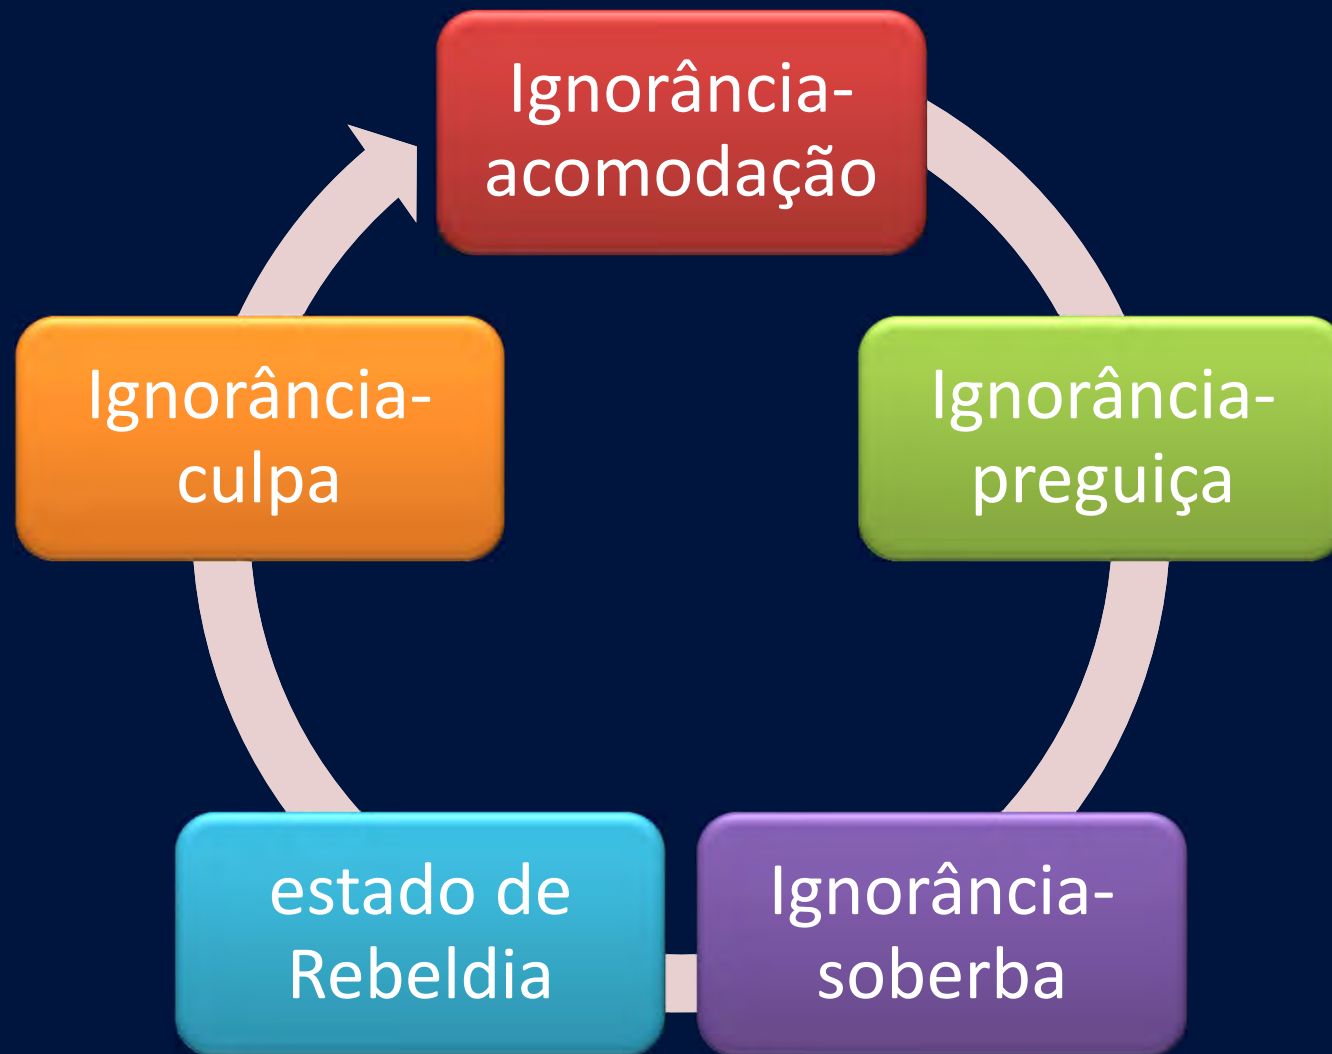 Ignorância-
acomodação
Ignorância-
preguiça
Ignorância-
soberba
estado de
Rebeldia
Ignorância-
culpa